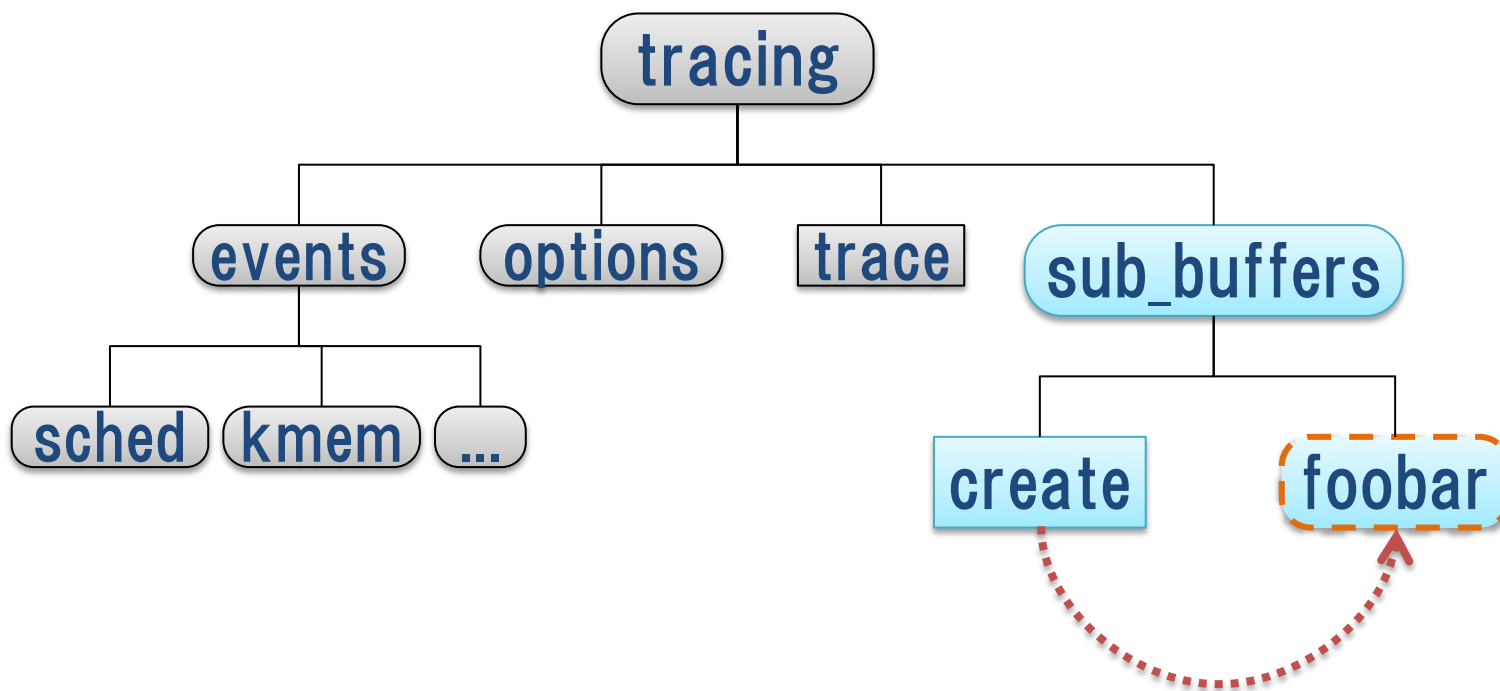 tracing
events
options
trace
sub_buffers
sched
kmem
...
create
foobar